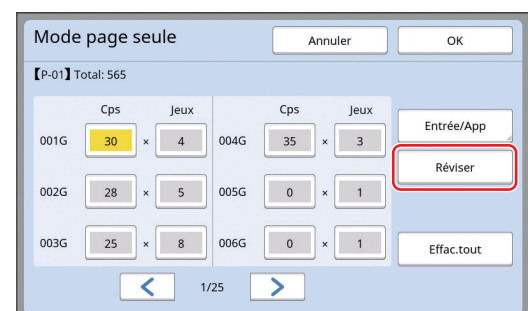 Mode page seule Annuler OK
【P-01】Total: 565
Cps Jeux Cps Jeux
001G 30 × 4 004G 35 × 3 Entrée/App
Réviser
002G 28 × 5 005G 0 × 1
003G 25 × 8 006G 0 × 1 Effac.tout
1/25